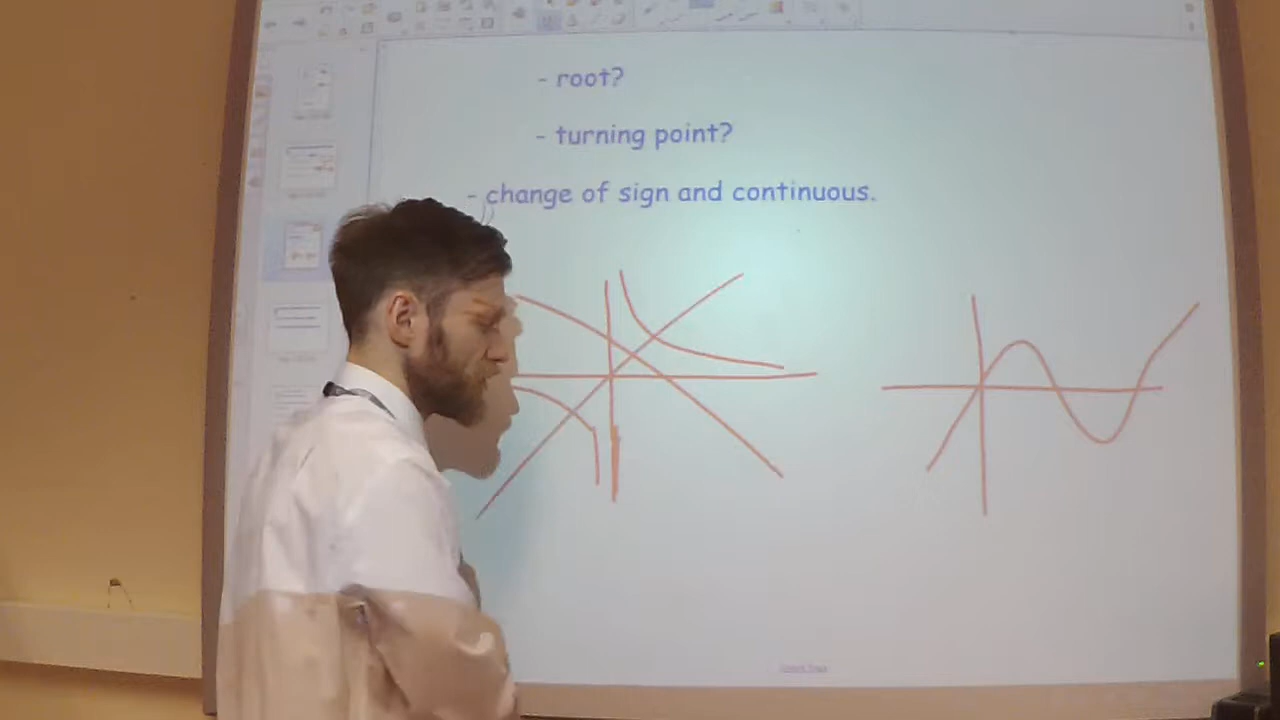 - root?
- turning point?
- change of sign and continuous.